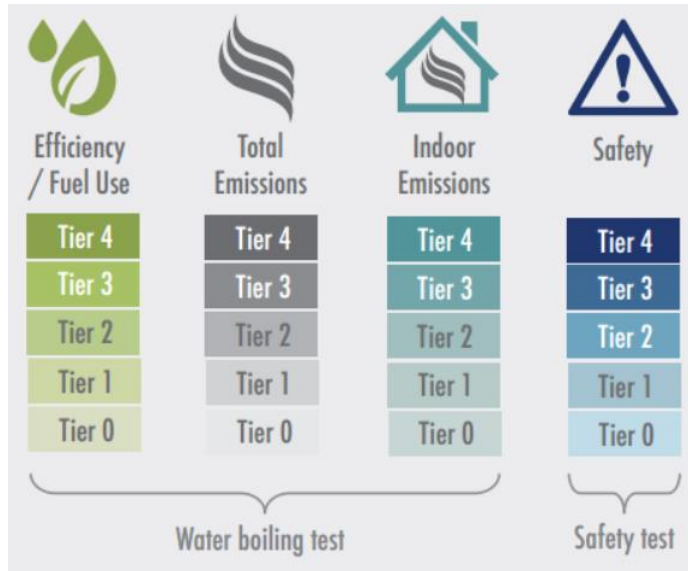 Efficiency
/ Fuel Use
Total
Emissions
Indoor
Emissions
Safety
Tier 4
Tier 3
Tier 2
Tier 1
Tier 0
Tier 4
Tier 3
Tier 2
Tier 1
Tier 0
Tier 4
Tier 3
Tier 2
Tier 1
Tier 0
Tier 4
Tier 3
Tier 2
Tier 1
Tier 0
Water boiling test
Safety test